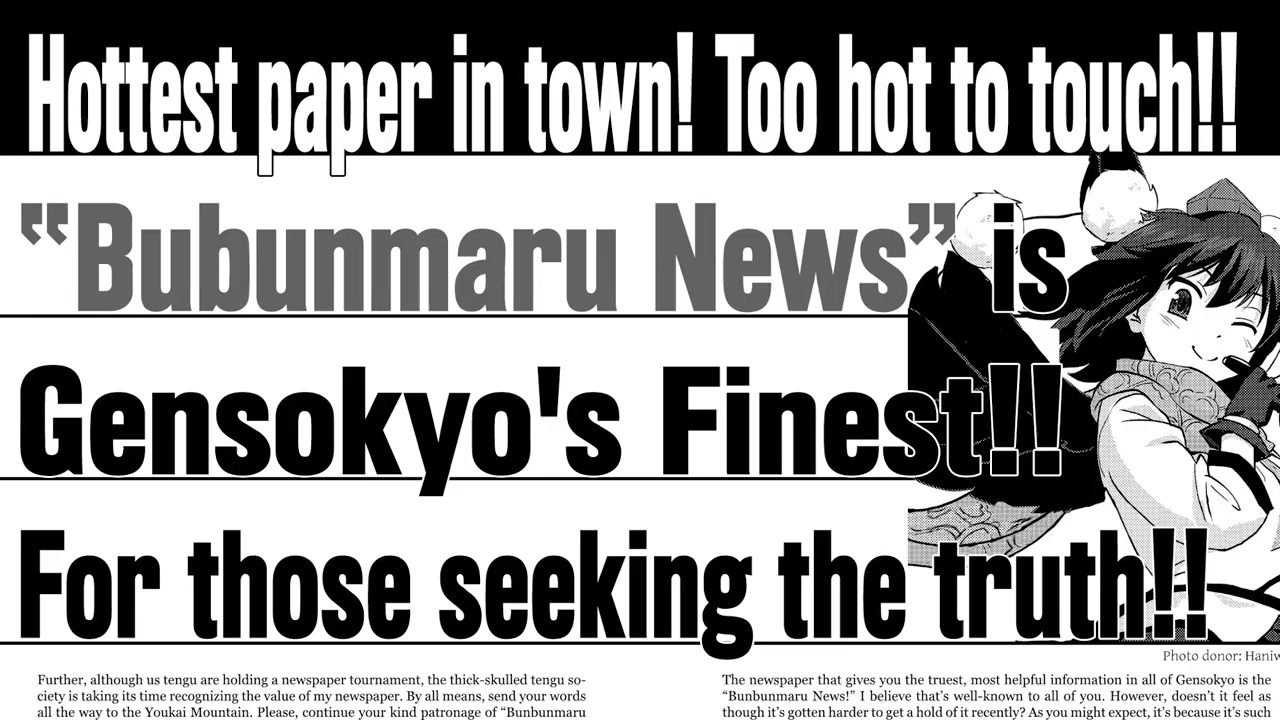 Hottest paper in town! Too hot to touch!!
“Bubunmaru News” is
Gensokyo's Finest!!
For those seeking the truth!!
Photo donor: Haniw
Further, although us tengu are holding a newspaper tournament, the thick-skulled tengu so-
ciety is taking its time recognizing the value of my newspaper. By all means, send your words
all the way to the Youkai Mountain. Please, continue your kind patronage of “Bunbunmaru
The newspaper that gives you the truest, most helpful information in all of Gensokyo is the
“Bunbunmaru News!” I believe that’s well-known to all of you. However, doesn’t it feel as
though it’s gotten harder to get a hold of it recently? As you might expect, it’s because it’s such